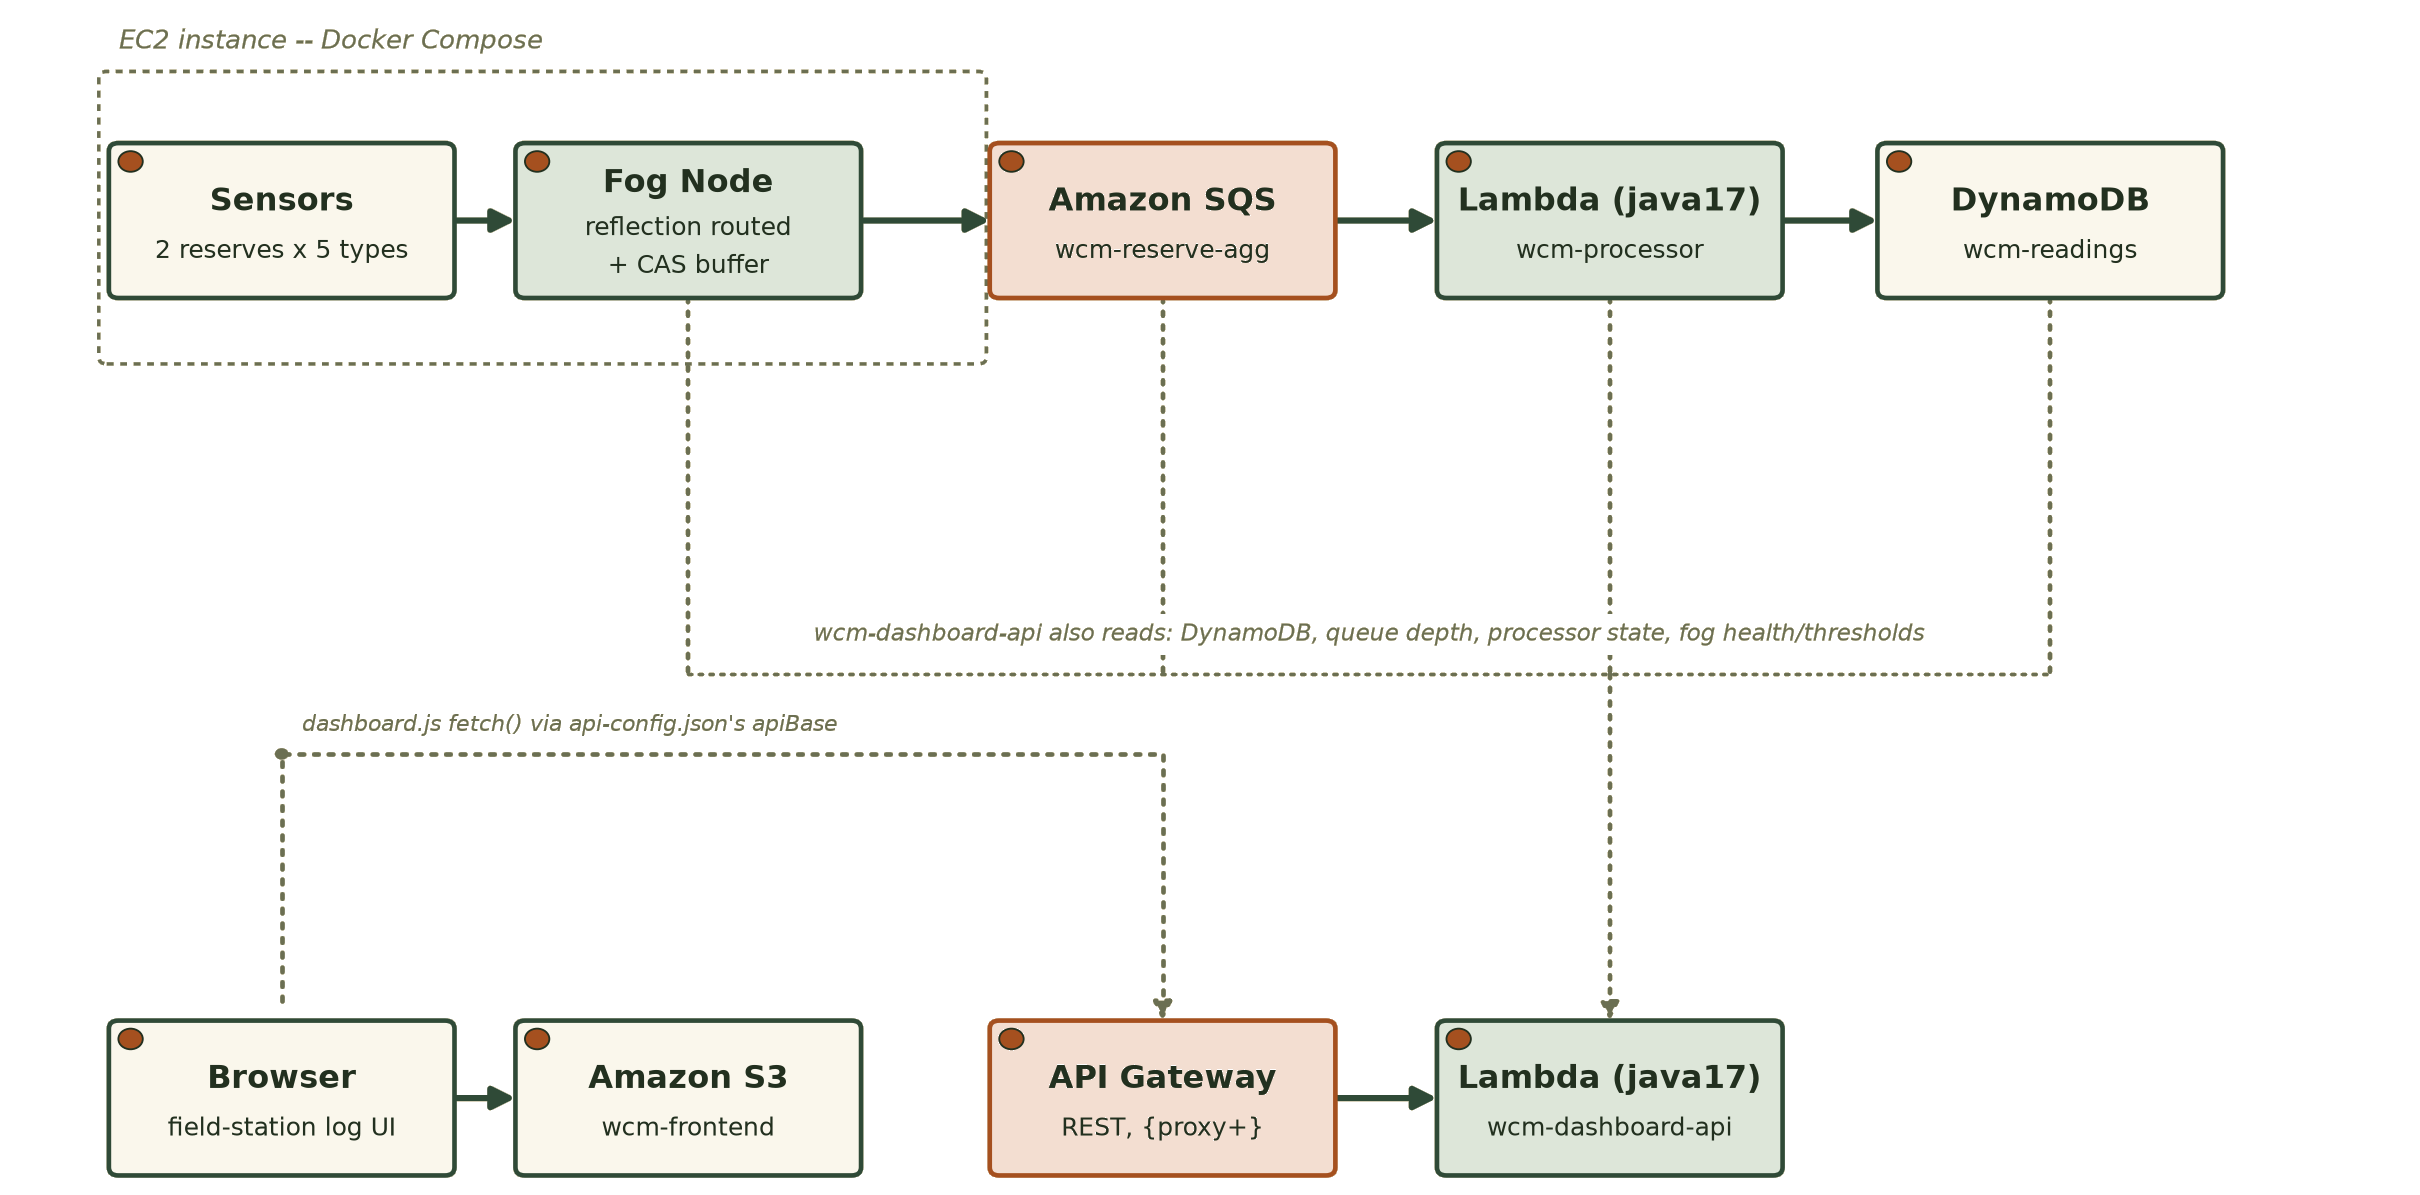 EC2 instance -- Docker Compose
Sensors
2 reserves x 5 types
Fog Node
reflection routed
+ CAS buffer
Amazon SQS
wcm-reserve-agg
Lambda (java17)
wcm-processor
DynamoDB
wcm-readings
wcm-dashboard-api also reads: DynamoDB, queue depth, processor state, fog health/thresholds
dashboard.js fetch() via api-config.json's apiBase
Browser
field-station log UI
Amazon S3
wcm-frontend
API Gateway
REST, {proxy+}
Lambda (java17)
wcm-dashboard-api